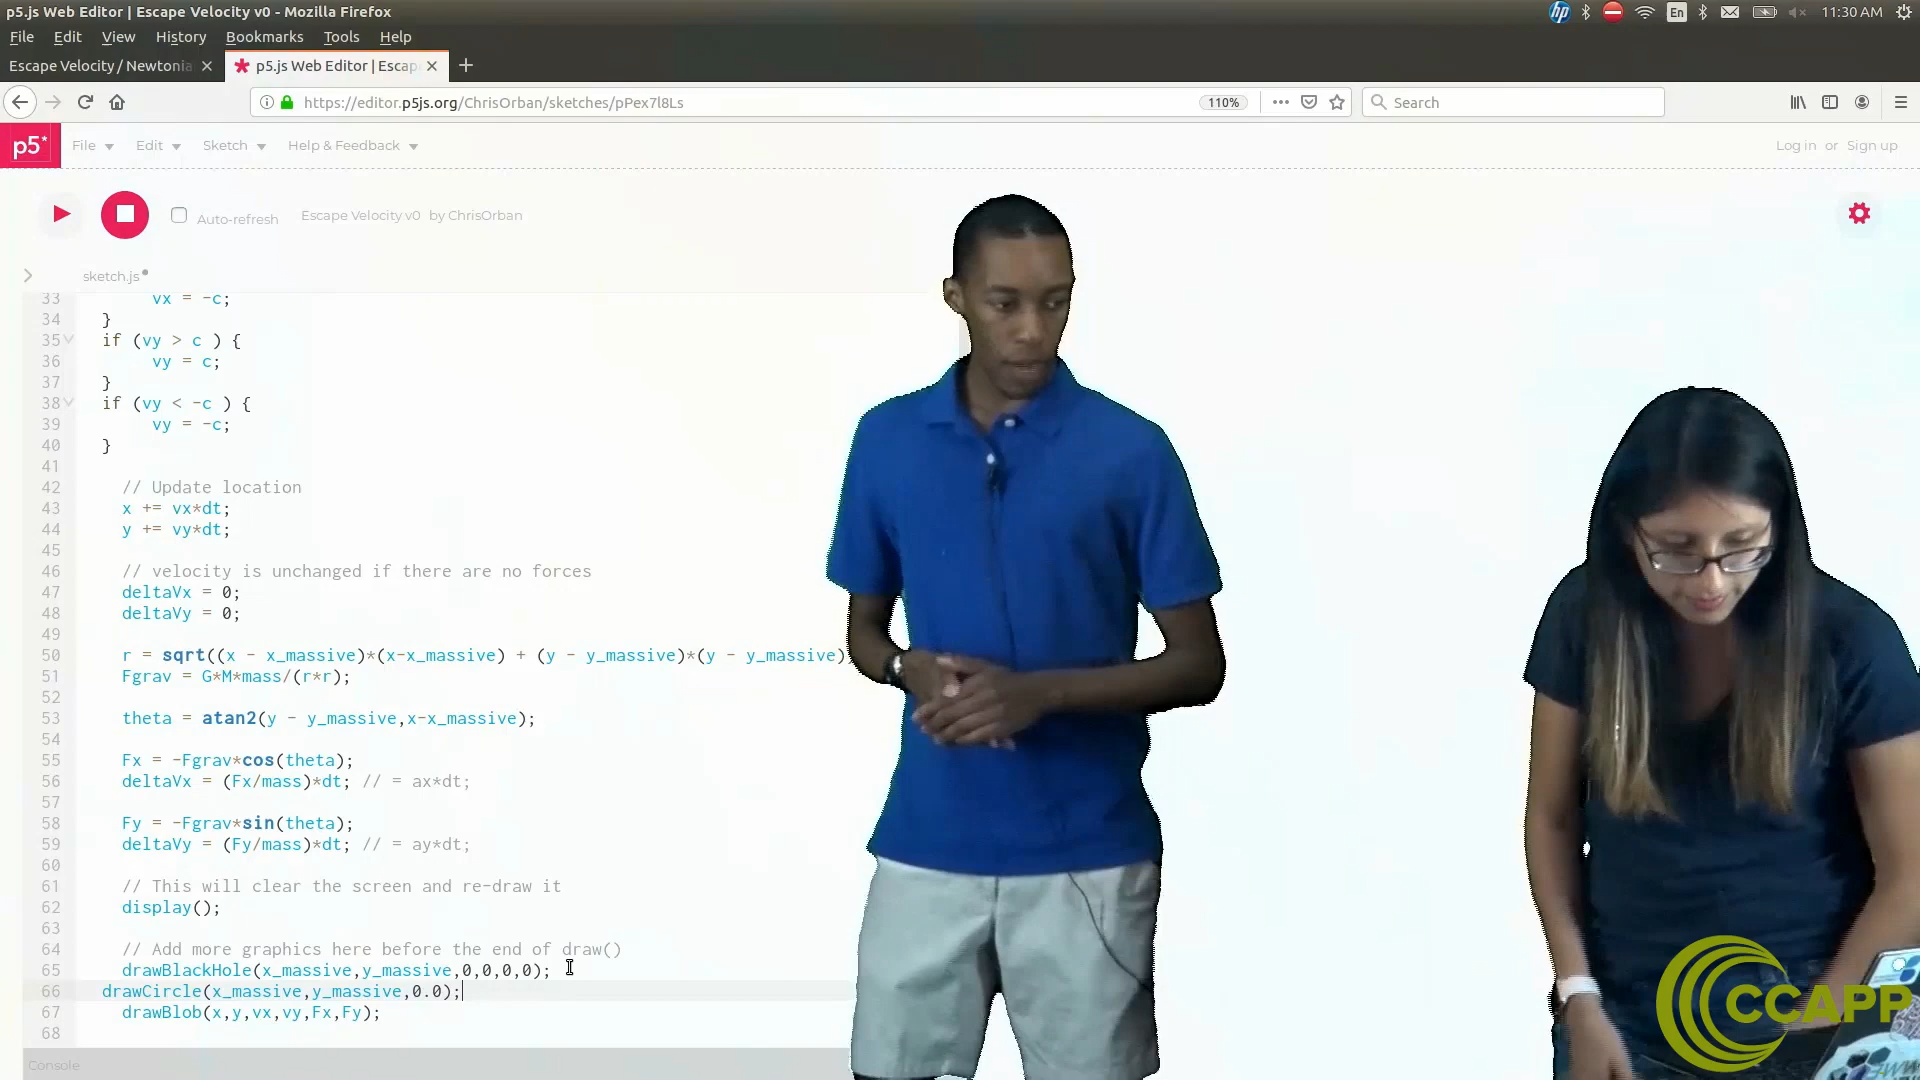 p5.js Web Editor | Escape Velocity v0 - Mozilla Firefox
En
11:30 AM
File Edit View History Bookmarks Tools Help
Escape Velocity / Newtonia
p5.js Web Editor | Escap
https://editor.p5js.org/ChrisOrban/sketches/pPex7l8Ls
110%
Search
p5*
File Edit Sketch Help & Feedback
Log in or Sign up
Auto-refresh
Escape Velocity v0 by ChrisOrban
sketch.js
33 vx = -c;
34 }
35 if (vy > c ) {
36 vy = c;
37 }
38 if (vy < -c ) {
39 vy = -c;
40 }
41
42 // Update location
43 x += vx*dt;
44 y += vy*dt;
45
46 // velocity is unchanged if there are no forces
47 deltaVx = 0;
48 deltaVy = 0;
49
50 r = sqrt((x - x_massive)*(x-x_massive) + (y - y_massive)*(y - y_massive)
51 Fgrav = G*M*mass/(r*r);
52
53 theta = atan2(y - y_massive,x-x_massive);
54
55 Fx = -Fgrav*cos(theta);
56 deltaVx = (Fx/mass)*dt; // = ax*dt;
57
58 Fy = -Fgrav*sin(theta);
59 deltaVy = (Fy/mass)*dt; // = ay*dt;
60
61 // This will clear the screen and re-draw it
62 display();
63
64 // Add more graphics here before the end of draw()
65 drawBlackHole(x_massive,y_massive,0,0,0,0);
66 drawCircle(x_massive,y_massive,0.0);
67 drawBlob(x,y,vx,vy,Fx,Fy);
68
Console
CCAPP